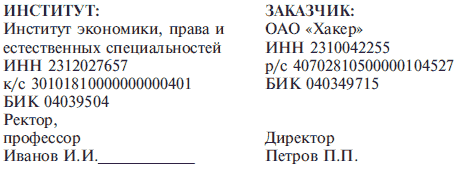 ИНСТИТУТ:
Институт экономики, права и
естественных специальностей
ИНН 2312027657
к/с 30101810000000000401
БИК 04039504
Ректор,
профессор
Иванов И.И.____________
ЗАКАЗЧИК:
ОАО «Хакер»
ИНН 2310042255
р/с 40702810500000104527
БИК 040349715
Директор
Петров П.П.